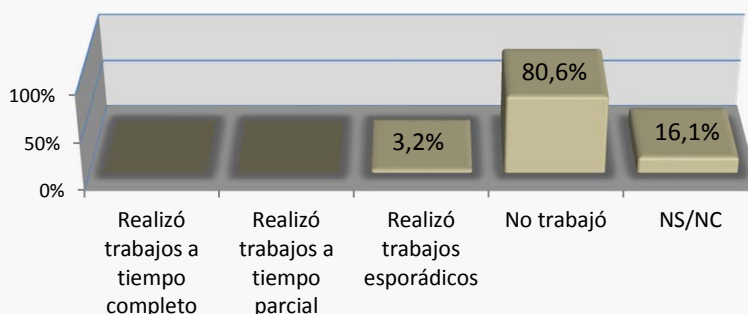 80,6%
16,1%
3,2%
100%
50%
0%
Realizó
trabajos a
tiempo
completo
Realizó
trabajos a
tiempo
parcial
Realizó
trabajos
esporádicos
No trabajó
NS/NC